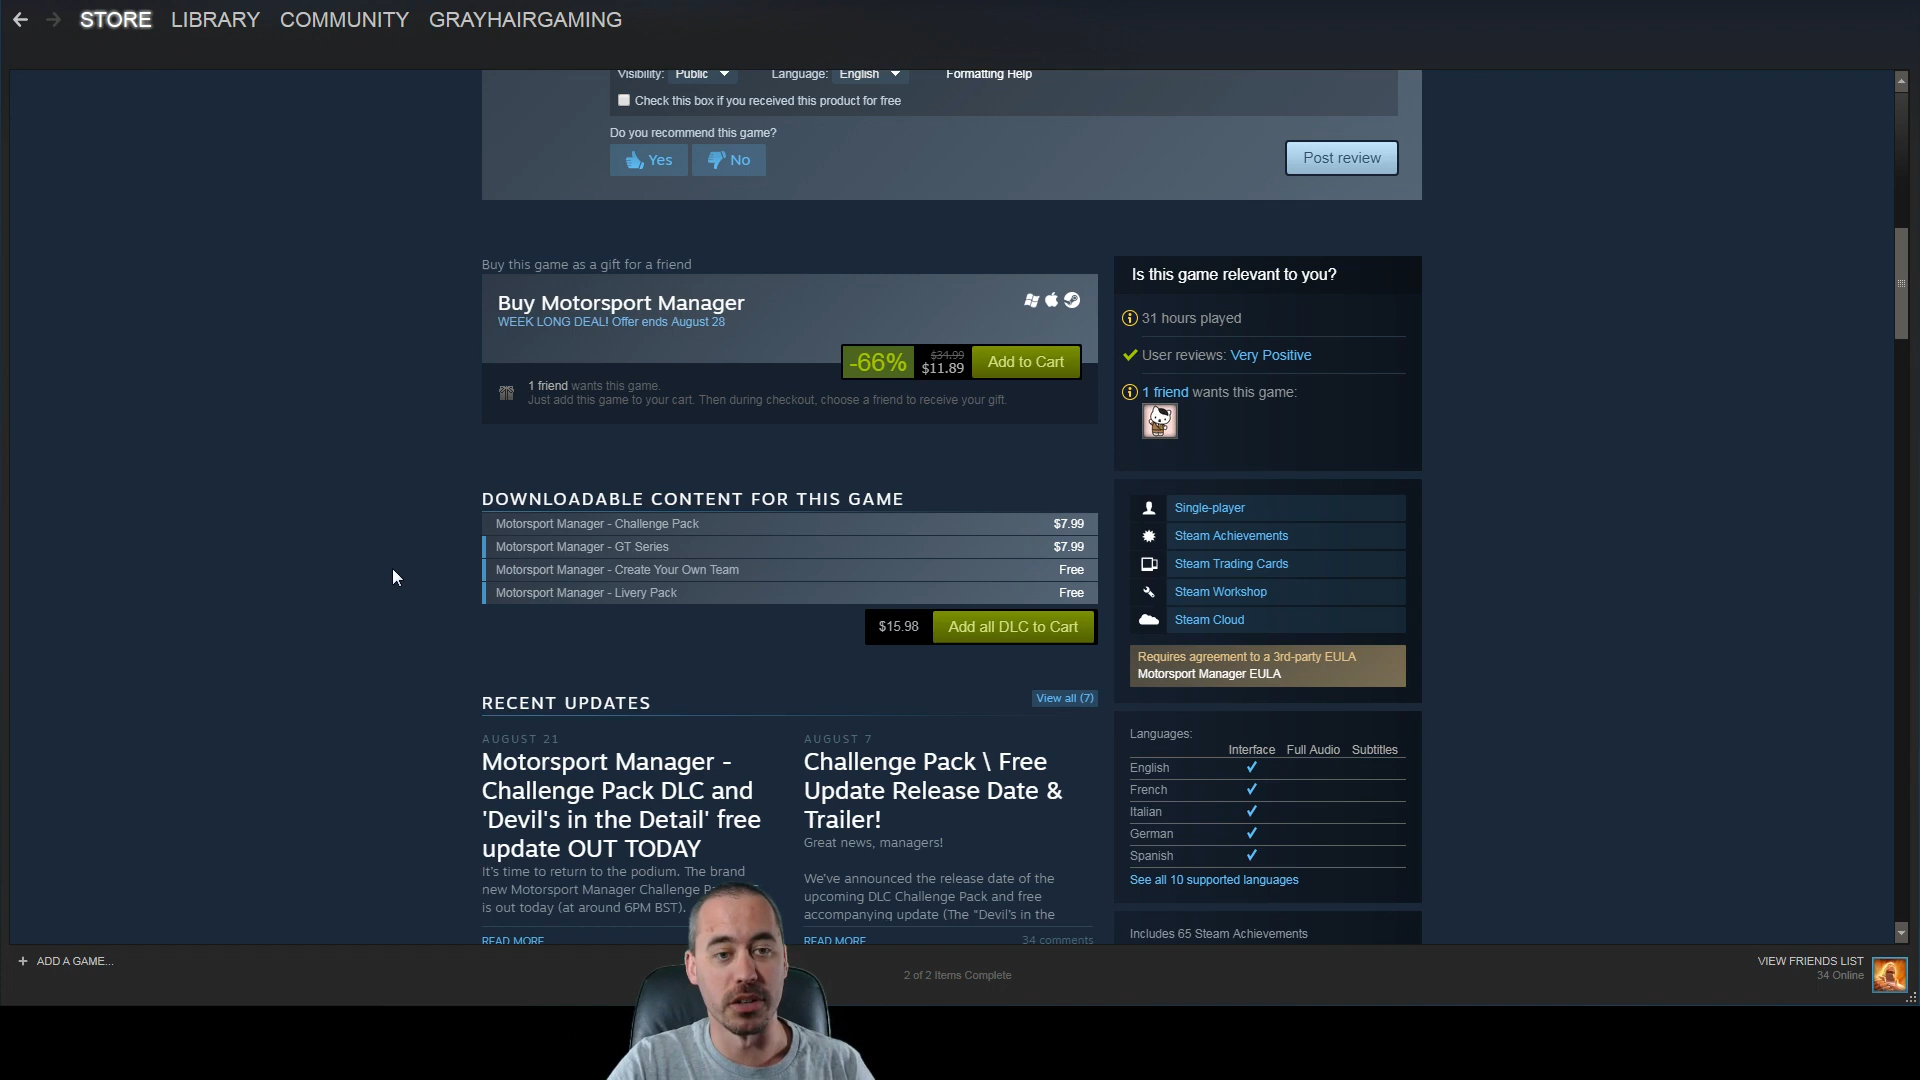 STORE LIBRARY COMMUNITY GRAYHAIRGAMING
Visibility: Public Language: English Formatting Help
Check this box if you received this product for free
Do you recommend this game?
Yes No
Post review
Buy this game as a gift for a friend
Buy Motorsport Manager
WEEK LONG DEAL! Offer ends August 28
-66% $34.99 $11.89 Add to Cart
1 friend wants this game.
Just add this game to your cart. Then during checkout, choose a friend to receive your gift.
Is this game relevant to you?
31 hours played
User reviews: Very Positive
1 friend wants this game:
DOWNLOADABLE CONTENT FOR THIS GAME
Motorsport Manager - Challenge Pack $7.99
Motorsport Manager - GT Series $7.99
Motorsport Manager - Create Your Own Team Free
Motorsport Manager - Livery Pack Free
$15.98 Add all DLC to Cart
Single-player
Steam Achievements
Steam Trading Cards
Steam Workshop
Steam Cloud
Requires agreement to a 3rd-party EULA
Motorsport Manager EULA
RECENT UPDATES View all (7)
AUGUST 21
Motorsport Manager -
Challenge Pack DLC and
'Devil's in the Detail' free
update OUT TODAY
It's time to return to the podium. The brand
new Motorsport Manager Challenge
is out today (at around 6PM BST).
READ MORE
AUGUST 7
Challenge Pack \ Free
Update Release Date &
Trailer!
Great news, managers!
We've announced the release date of the
upcoming DLC Challenge Pack and free
accompanying update (The "Devil's in the
READ MORE 34 comments
Languages:
Interface Full Audio Subtitles
English
French
Italian
German
Spanish
See all 10 supported languages
Includes 65 Steam Achievements
ADD A GAME...
2 of 2 Items Complete
VIEW FRIENDS LIST
34 Online